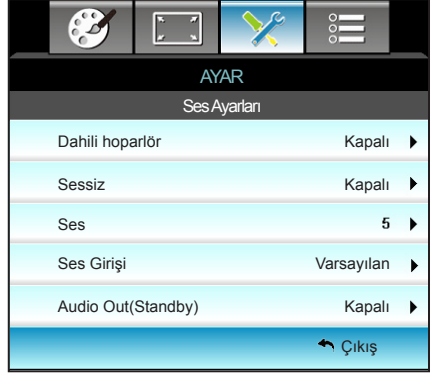 AYAR
Ses Ayarları
Dahili hoparlör Kapalı
Sessiz Kapalı
Ses 5
Ses Girişi Varsayılan
Audio Out(Standby) Kapalı
Çıkış